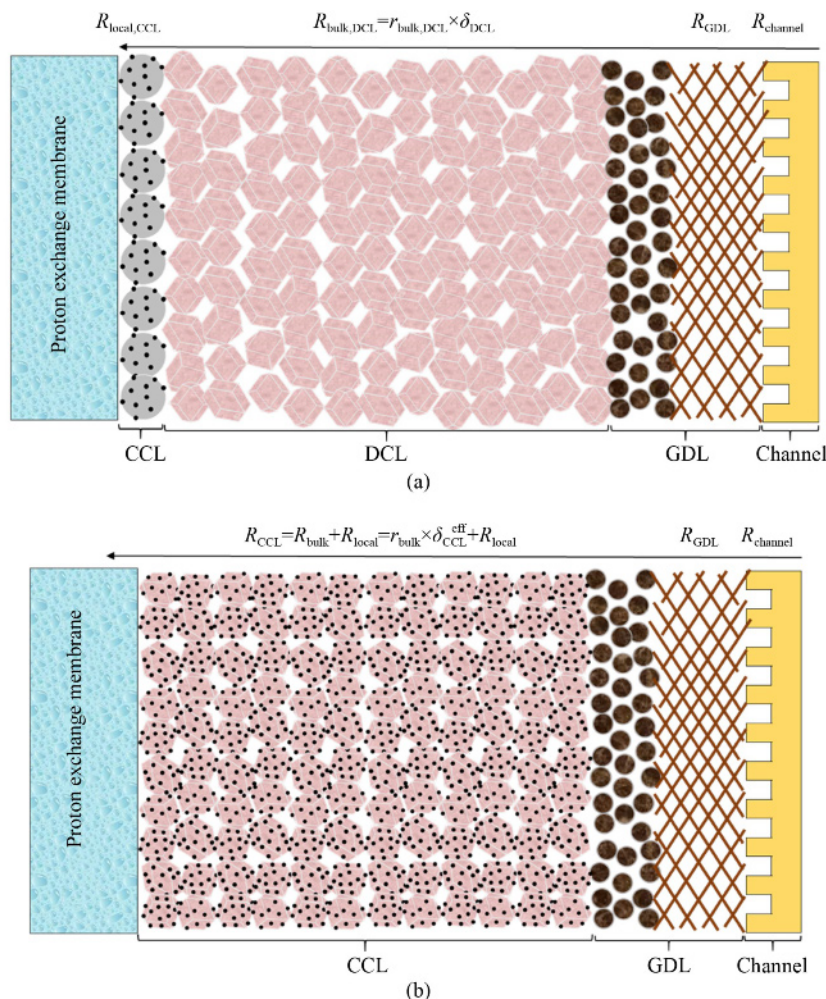 R_local,CCL R_bulk,DCL=r_bulk,DCL×δ_DCL R_GDL R_channel
Proton exchange membrane
CCL DCL GDL Channel
(a)
R_CCL=R_bulk+R_local=r_bulk×δ_CCL^eff+R_local R_GDL R_channel
Proton exchange membrane
CCL GDL Channel
(b)